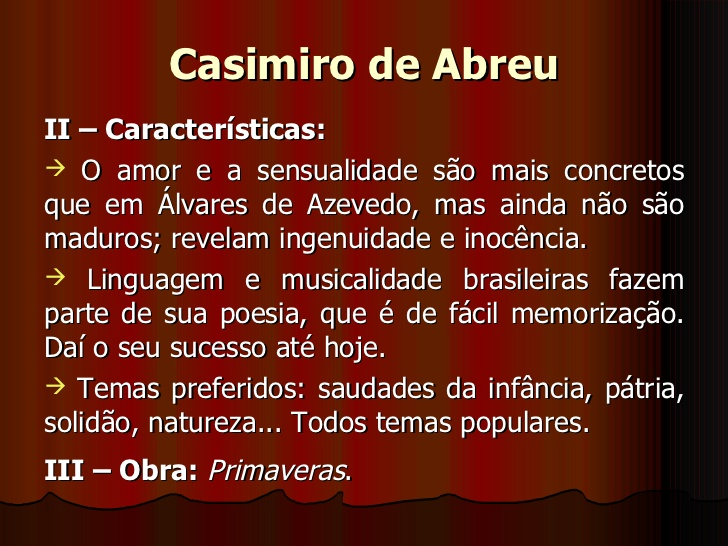 Casimiro de Abreu
II – Características:
→ O amor e a sensualidade são mais concretos
que em Álvares de Azevedo, mas ainda não são
maduros; revelam ingenuidade e inocência.
→ Linguagem e musicalidade brasileiras fazem
parte de sua poesia, que é de fácil memorização.
Daí o seu sucesso até hoje.
→ Temas preferidos: saudades da infância, pátria,
solidão, natureza... Todos temas populares.
III – Obra: Primaveras.